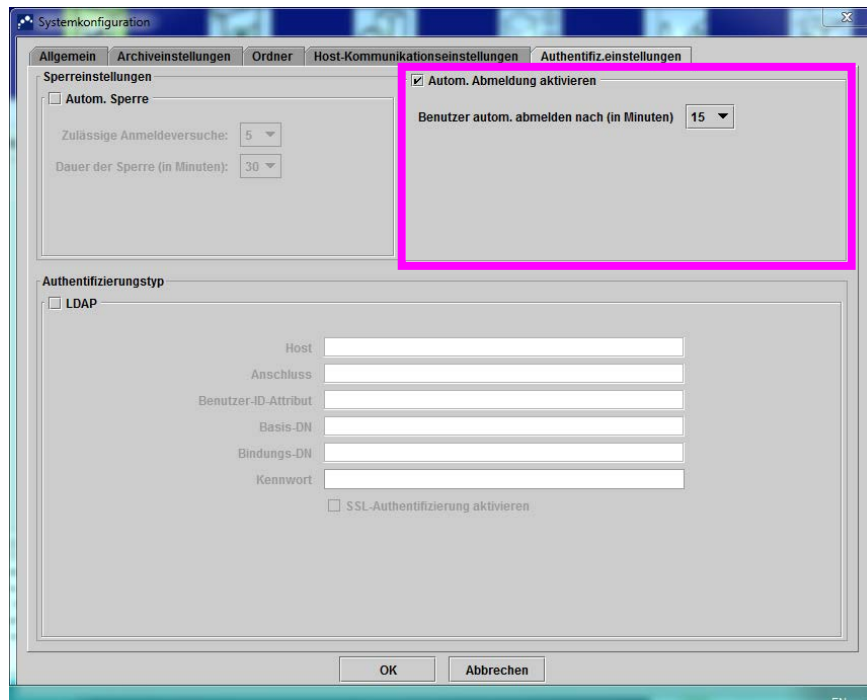 Systemkonfiguration
Allgemein Archiveinstellungen Ordner Host-Kommunikationseinstellungen Authentifiz.einstellungen
Sperreinstellungen
Autom. Sperre
Zulässige Anmeldeversuche: 5
Dauer der Sperre (in Minuten): 30
Autom. Abmeldung aktivieren
Benutzer autom. abmelden nach (in Minuten) 15
Authentifizierungstyp
LDAP
Host
Anschluss
Benutzer-ID-Attribut
Basis-DN
Bindungs-DN
Kennwort
SSL-Authentifizierung aktivieren
OK Abbrechen
EN